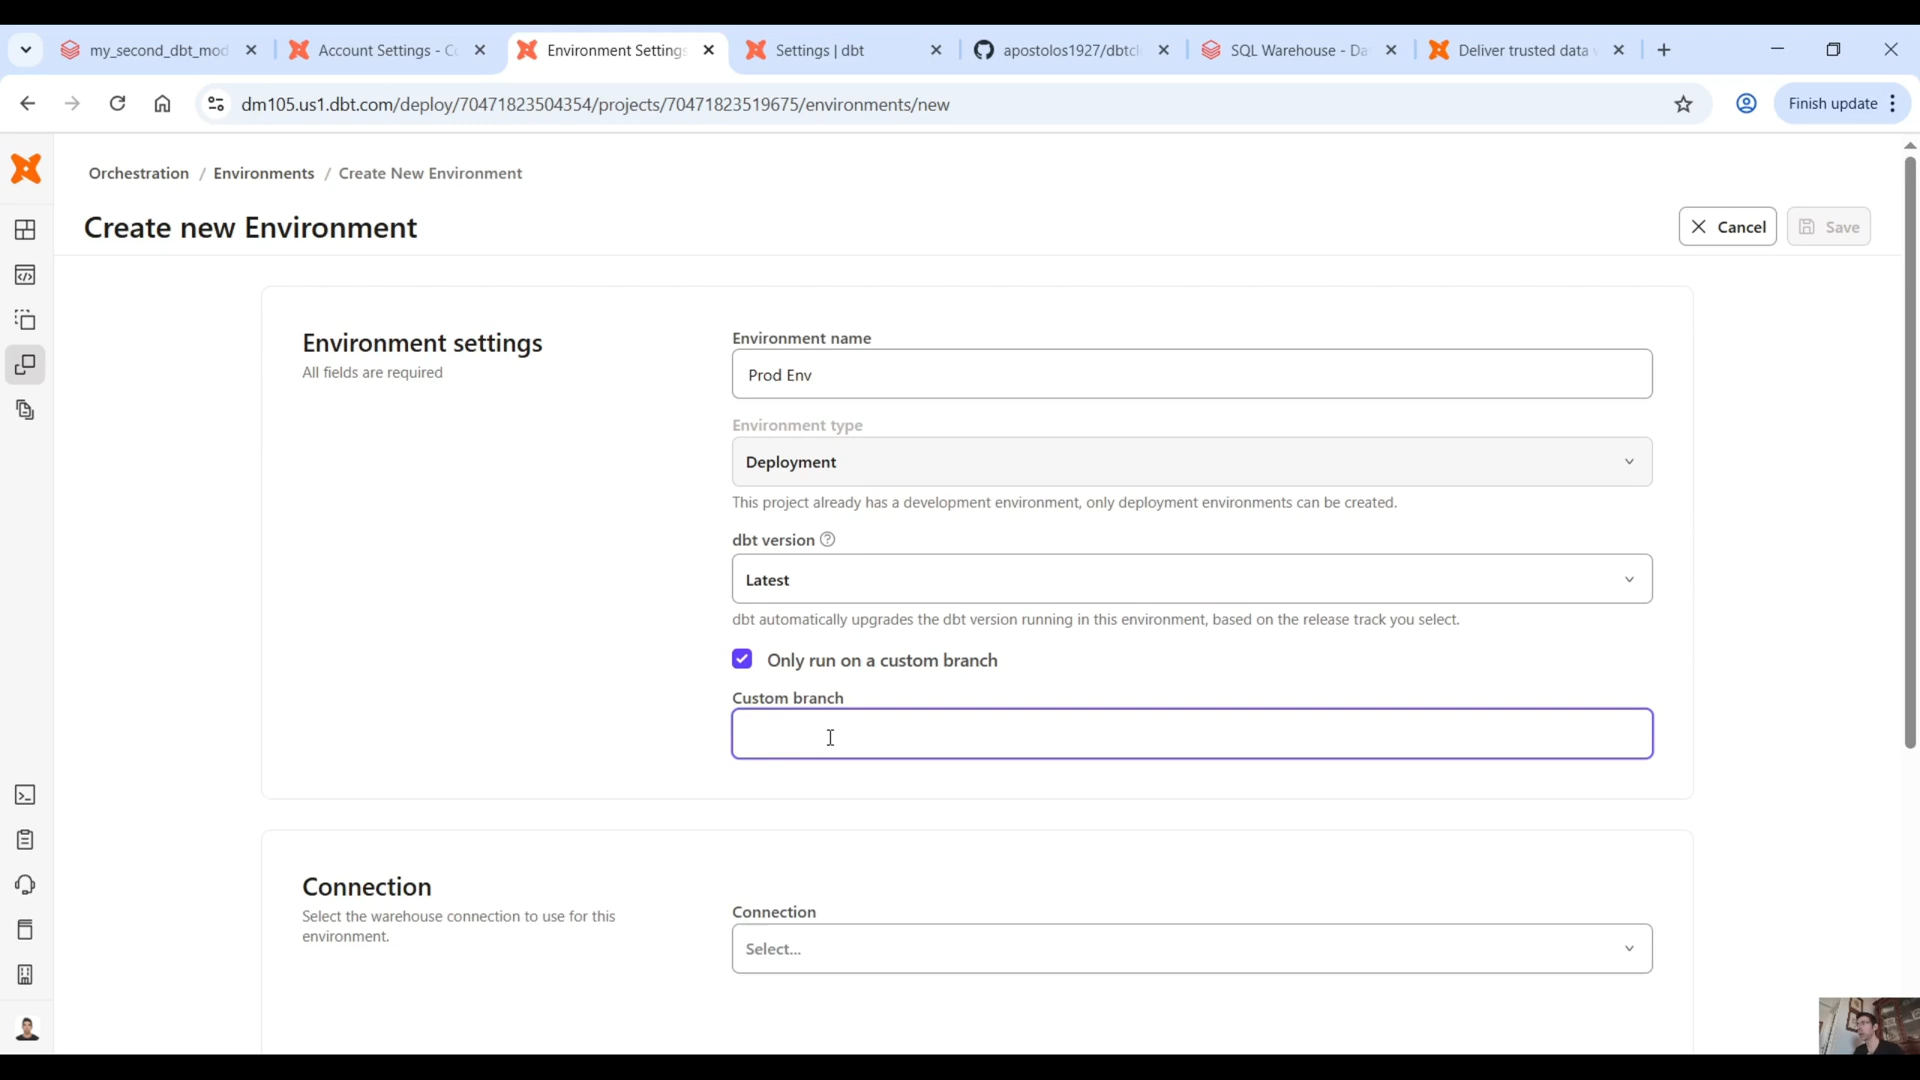 my_second_dbt_mod
Account Settings - C
Environment Settings
Settings | dbt
apostolos1927/dbtcl
SQL Warehouse - Da
Deliver trusted data
dm105.us1.dbt.com/deploy/70471823504354/projects/70471823519675/environments/new
Finish update
Orchestration / Environments / Create New Environment
Create new Environment
Cancel
Save
Environment settings
All fields are required
Environment name
Prod Env
Environment type
Deployment
This project already has a development environment, only deployment environments can be created.
dbt version
Latest
dbt automatically upgrades the dbt version running in this environment, based on the release track you select.
Only run on a custom branch
Custom branch
Connection
Select the warehouse connection to use for this
environment.
Connection
Select...